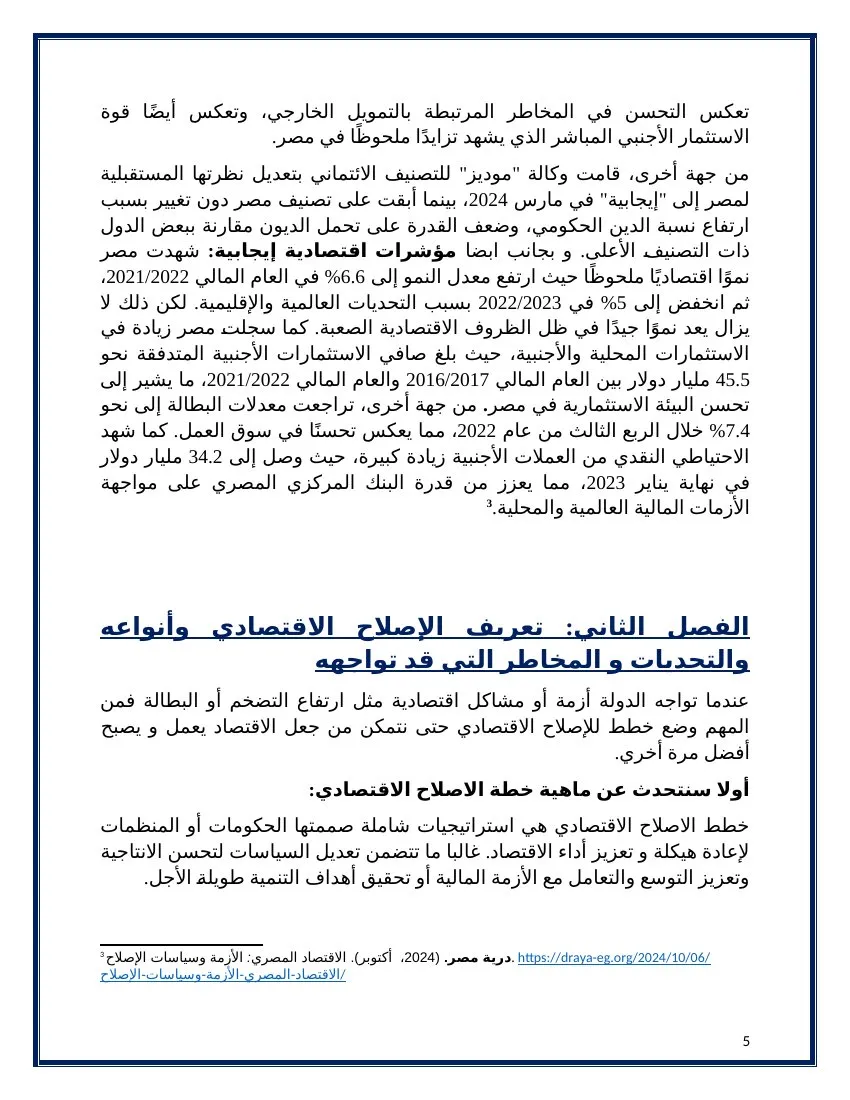 تعكس التحسن في المخاطر المرتبطة بالتمويل الخارجي، وتعكس أيضًا قوة
الاستثمار الأجنبي المباشر الذي يشهد تزايدًا ملحوظًا في مصر.
من جهة أخرى، قامت وكالة "موديز" للتصنيف الائتماني بتعديل نظرتها المستقبلية
لمصر إلى "إيجابية" في مارس 2024، بينما أبقت على تصنيف مصر دون تغيير بسبب
ارتفاع نسبة الدين الحكومي، وضعف القدرة على تحمل الديون مقارنة ببعض الدول
ذات التصنيف الأعلى. و بجانب ايضا مؤشرات اقتصادية إيجابية: شهدت مصر
نموًا اقتصاديًا ملحوظًا حيث ارتفع معدل النمو إلى 6.6% في العام المالي 2021/2022،
ثم انخفض إلى 5% في 2022/2023 بسبب التحديات العالمية والإقليمية. لكن ذلك لا
يزال يعد نموًا جيدًا في ظل الظروف الاقتصادية الصعبة. كما سجلت مصر زيادة في
الاستثمارات المحلية والأجنبية، حيث بلغ صافي الاستثمارات الأجنبية المتدفقة نحو
45.5 مليار دولار بين العام المالي 2016/2017 والعام المالي 2021/2022، ما يشير إلى
تحسن البيئة الاستثمارية في مصر. من جهة أخرى، تراجعت معدلات البطالة إلى نحو
7.4% خلال الربع الثالث من عام 2022، مما يعكس تحسنًا في سوق العمل. كما شهد
الاحتياطي النقدي من العملات الأجنبية زيادة كبيرة، حيث وصل إلى 34.2 مليار دولار
في نهاية يناير 2023، مما يعزز من قدرة البنك المركزي المصري على مواجهة
الأزمات المالية العالمية والمحلية.3
الفصل الثاني: تعريف الإصلاح الاقتصادي وأنواعه
والتحديات و المخاطر التي قد تواجهه
عندما تواجه الدولة أزمة أو مشاكل اقتصادية مثل ارتفاع التضخم أو البطالة فمن
المهم وضع خطط للإصلاح الاقتصادي حتى نتمكن من جعل الاقتصاد يعمل و يصبح
أفضل مرة أخري.
أولا سنتحدث عن ماهية خطة الاصلاح الاقتصادي:
خطط الاصلاح الاقتصادي هي استراتيجيات شاملة صممتها الحكومات أو المنظمات
لإعادة هيكلة و تعزيز أداء الاقتصاد. غالبا ما تتضمن تعديل السياسات لتحسن الانتاجية
وتعزيز التوسع والتعامل مع الأزمة المالية أو تحقيق أهداف التنمية طويلة الأجل.
3 درية مصر. (2024، أكتوبر). الاقتصاد المصري: الأزمة وسياسات الإصلاح. https://draya-eg.org/2024/10/06/
الاقتصاد-المصري-الأزمة-وسياسات-الإصلاح/
5